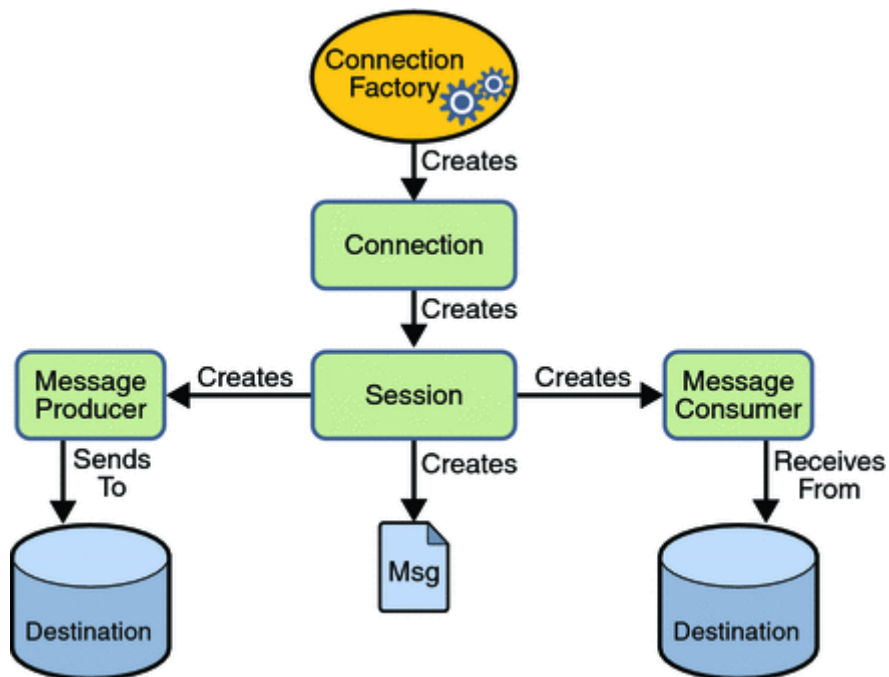 Connection
Factory
Creates
Connection
Creates
Message
Producer
Creates
Session
Creates
Message
Consumer
Sends
To
Creates
Receives
From
Msg
Destination
Destination